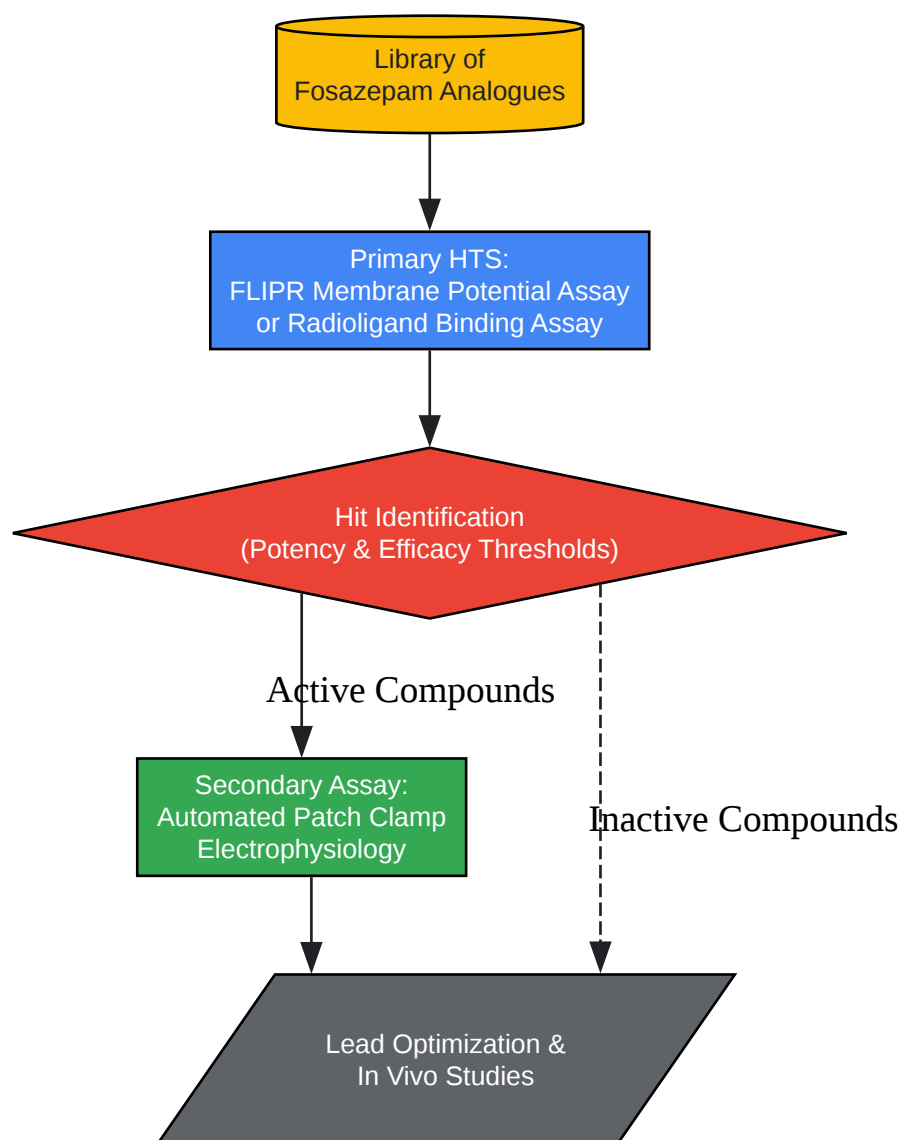 Library of
Fosazepam Analogues
Primary HTS:
FLIPR Membrane Potential Assay
or Radioligand Binding Assay
Hit Identification
(Potency & Efficacy Thresholds)
Active Compounds
Secondary Assay:
Automated Patch Clamp
Electrophysiology
Inactive Compounds
Lead Optimization &
In Vivo Studies